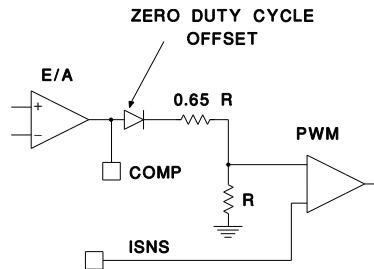 ZERO DUTY CYCLE
OFFSET
E/A
0.65 R
PWM
+
−
COMP
R
ISNS